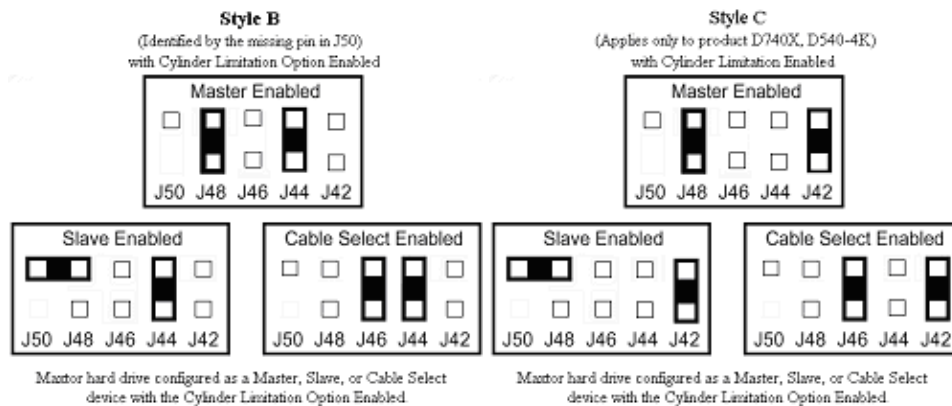 Style B
(Identified by the missing pin in J50)
with Cylinder Limitation Option Enabled
Master Enabled
J50 J48 J46 J44 J42
Slave Enabled
J50 J48 J46 J44 J42
Cable Select Enabled
J50 J48 J46 J44 J42
Maxtor hard drive configured as a Master, Slave, or Cable Select
device with the Cylinder Limitation Option Enabled.
Style C
(Applies only to product D740X, D540-4K)
with Cylinder Limitation Enabled
Master Enabled
J50 J48 J46 J44 J42
Slave Enabled
J50 J48 J46 J44 J42
Cable Select Enabled
J50 J48 J46 J44 J42
Maxtor hard drive configured as a Master, Slave, or Cable Select
device with the Cylinder Limitation Option Enabled.